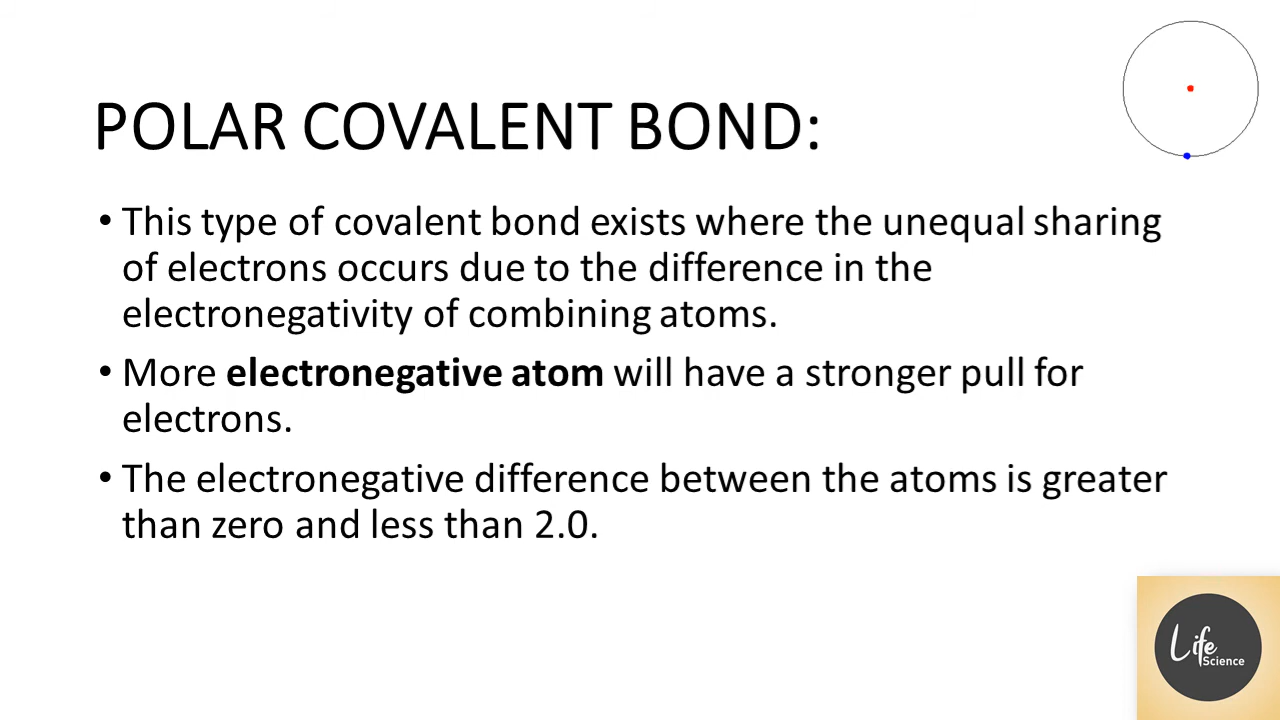 POLAR COVALENT BOND:
• This type of covalent bond exists where the unequal sharing
of electrons occurs due to the difference in the
electronegativity of combining atoms.
• More electronegative atom will have a stronger pull for
electrons.
• The electronegative difference between the atoms is greater
than zero and less than 2.0.
Life
Science